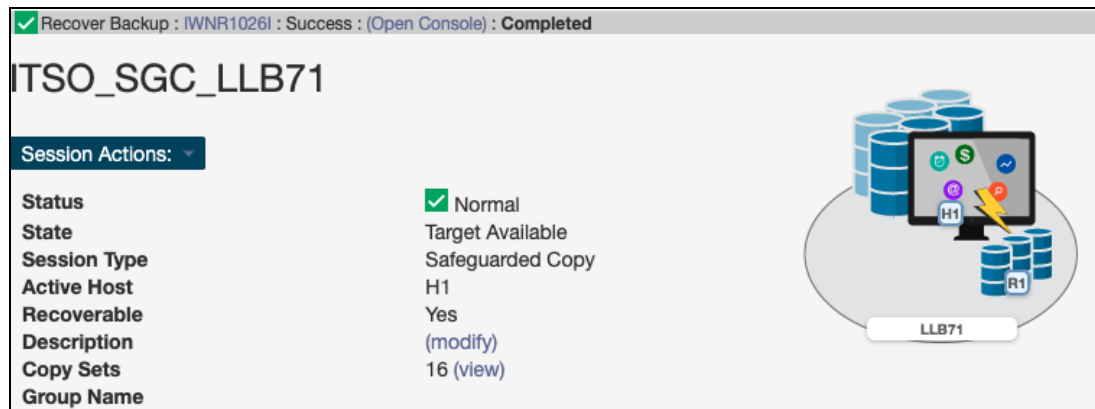 Recover Backup : IWNR1026I : Success : (Open Console) : Completed
ITSO_SGC_LLB71
Session Actions:
Status Normal
State Target Available
Session Type Safeguarded Copy
Active Host H1
Recoverable Yes
Description (modify)
Copy Sets 16 (view)
Group Name
$
@
H1
R1
LLB71